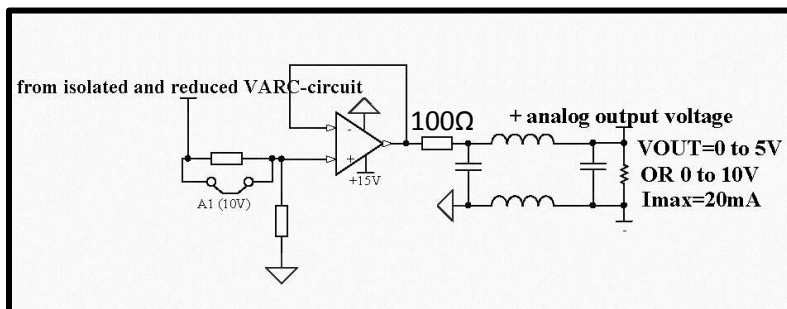 from isolated and reduced VARC-circuit
A1 (10V)
-
+
+15V
100Ω
+ analog output voltage
VOUT=0 to 5V
OR 0 to 10V
Imax=20mA
-